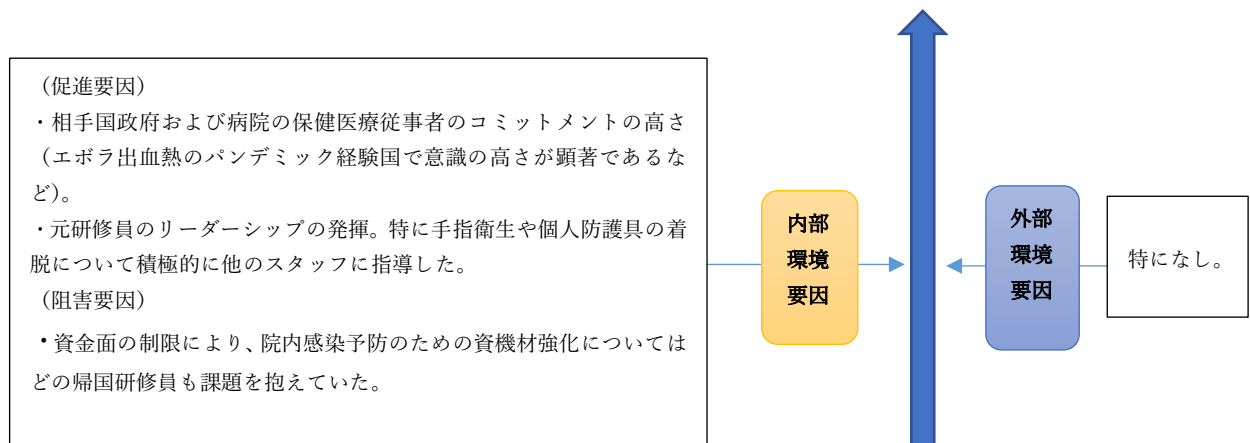 （促進要因）
・相手国政府および病院の保健医療従事者のコミットメントの高さ
（エボラ出血熱のパンデミック経験国で意識の高さが顕著であるな
ど）。
・元研修員のリーダーシップの発揮。特に手指衛生や個人防護具の着
脱について積極的に他のスタッフに指導した。
（阻害要因）
・資金面の制限により、院内感染予防のための資機材強化については
どの帰国研修員も課題を抱えていた。
内部
環境
要因
外部
環境
要因
特になし。